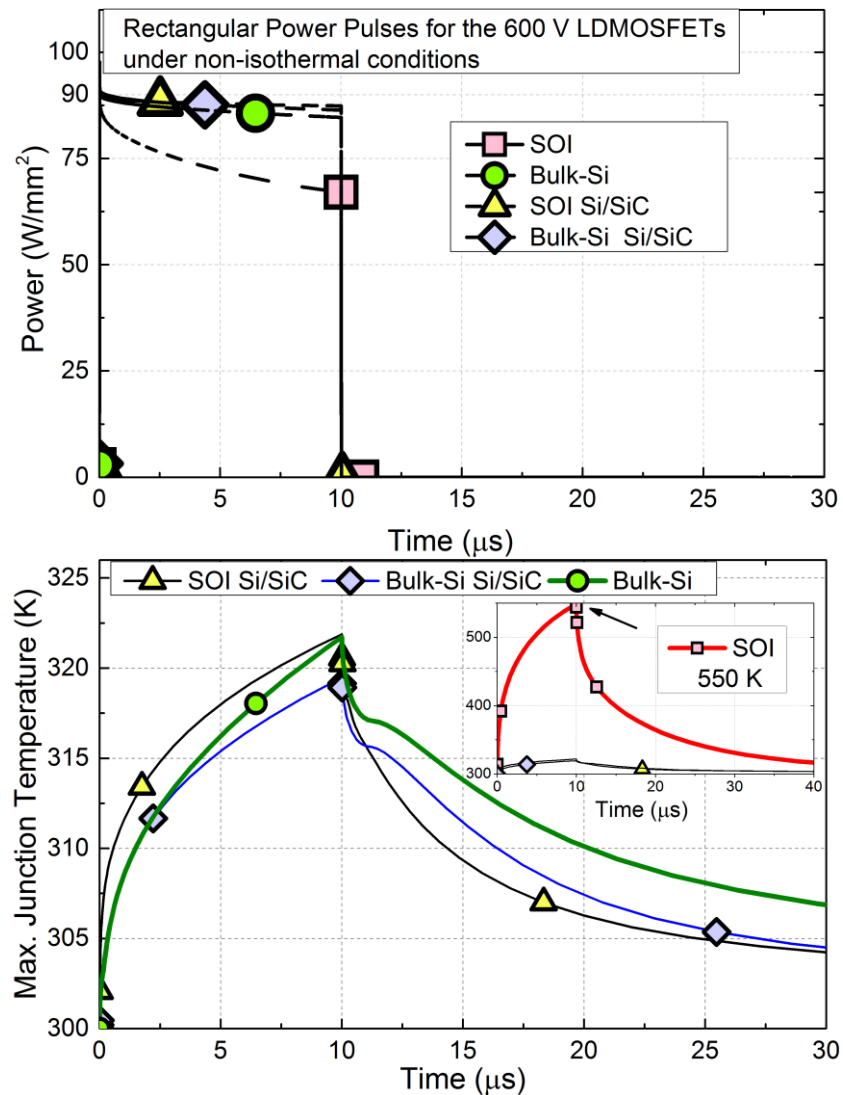 Rectangular Power Pulses for the 600 V LDMOSFETs
under non-isothermal conditions
100
90
75
50
25
0
Power (W/mm²)
SOI
Bulk-Si
SOI Si/SiC
Bulk-Si Si/SiC
0 5 10 15 20 25 30
Time (μs)
325
320
315
310
305
300
Max. Junction Temperature (K)
SOI Si/SiC Bulk-Si Si/SiC Bulk-Si
500
400
300
SOI
550 K
0 10 20 30 40
Time (μs)
0 5 10 15 20 25 30
Time (μs)